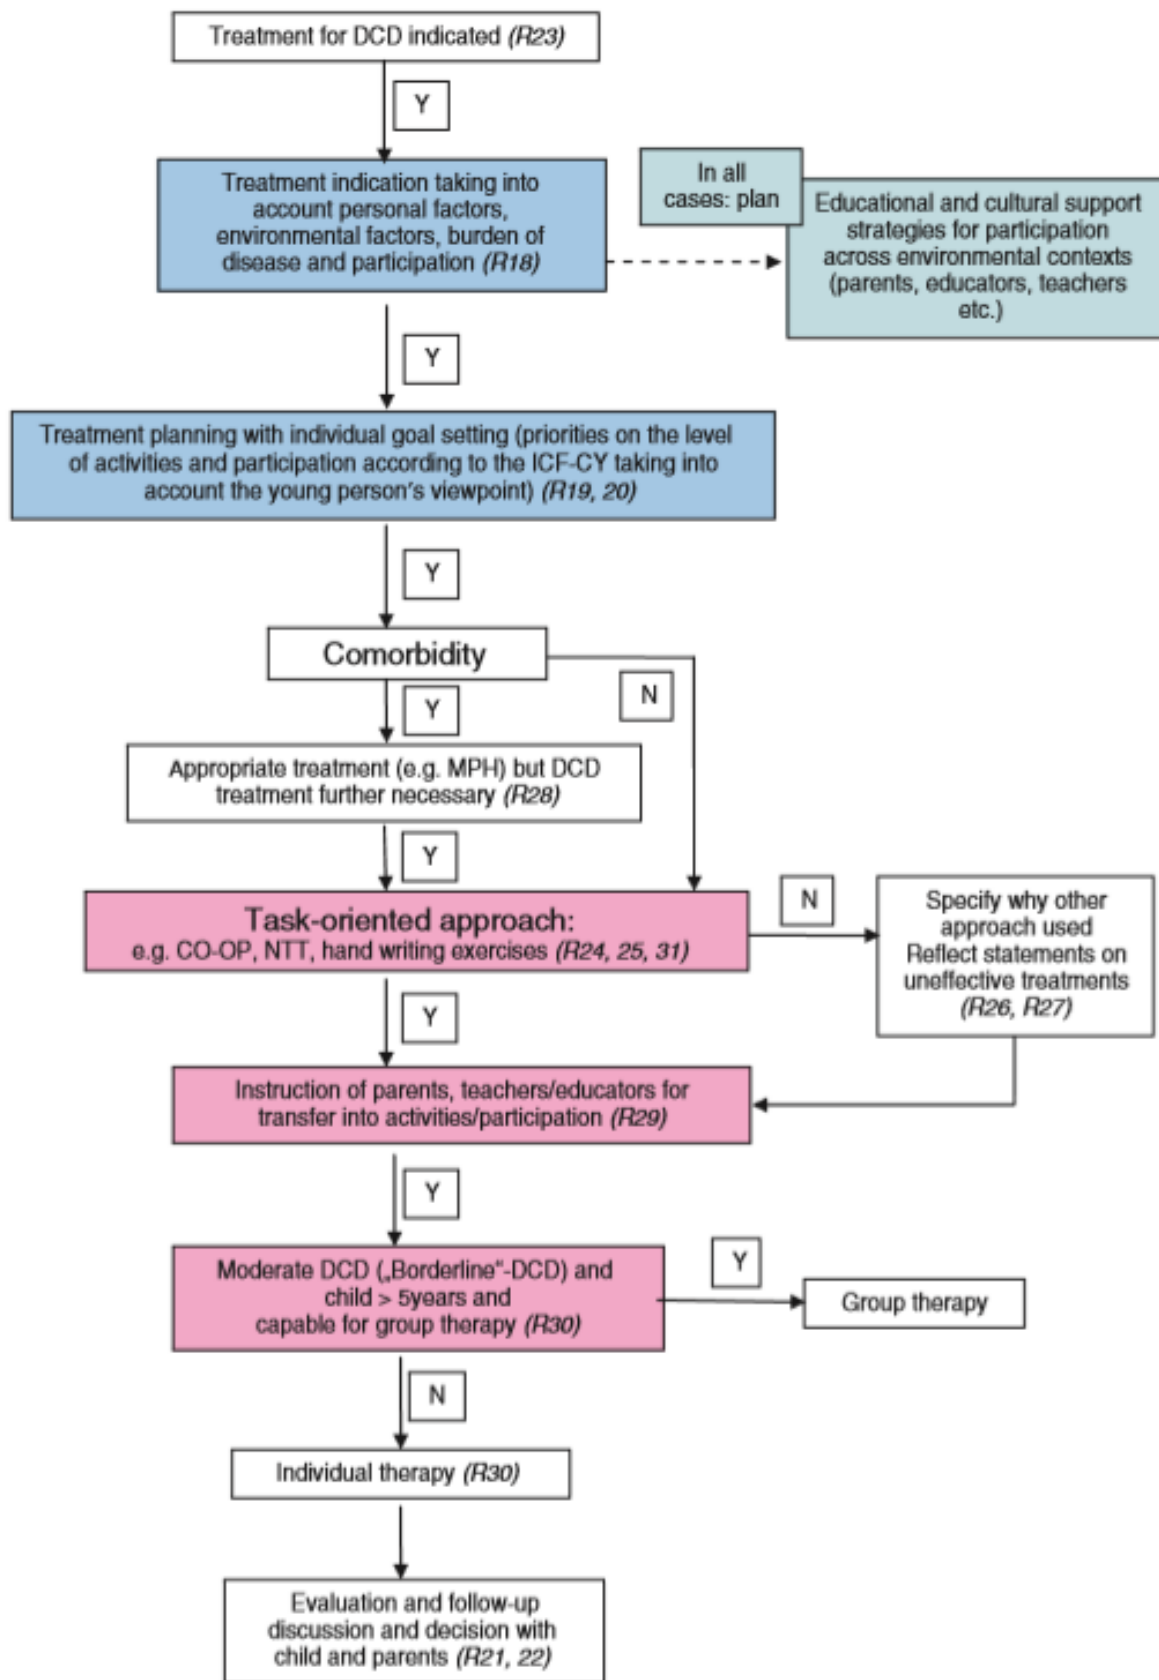 Treatment for DCD indicated (R23)
Y
Treatment indication taking into
account personal factors,
environmental factors, burden of
disease and participation (R18)
In all
cases: plan
Educational and cultural support
strategies for participation
across environmental contexts
(parents, educators, teachers
etc.)
Y
Treatment planning with individual goal setting (priorities on the level
of activities and participation according to the ICF-CY taking into
account the young person's viewpoint) (R19, 20)
Y
Comorbidity
Y
N
Appropriate treatment (e.g. MPH) but DCD
treatment further necessary (R28)
Y
Task-oriented approach:
e.g. CO-OP, NTT, hand writing exercises (R24, 25, 31)
N
Specify why other
approach used
Reflect statements on
uneffective treatments
(R26, R27)
Y
Instruction of parents, teachers/educators for
transfer into activities/participation (R29)
Y
Moderate DCD („Borderline“-DCD) and
child > 5years and
capable for group therapy (R30)
Y
Group therapy
N
Individual therapy (R30)
Evaluation and follow-up
discussion and decision with
child and parents (R21, 22)